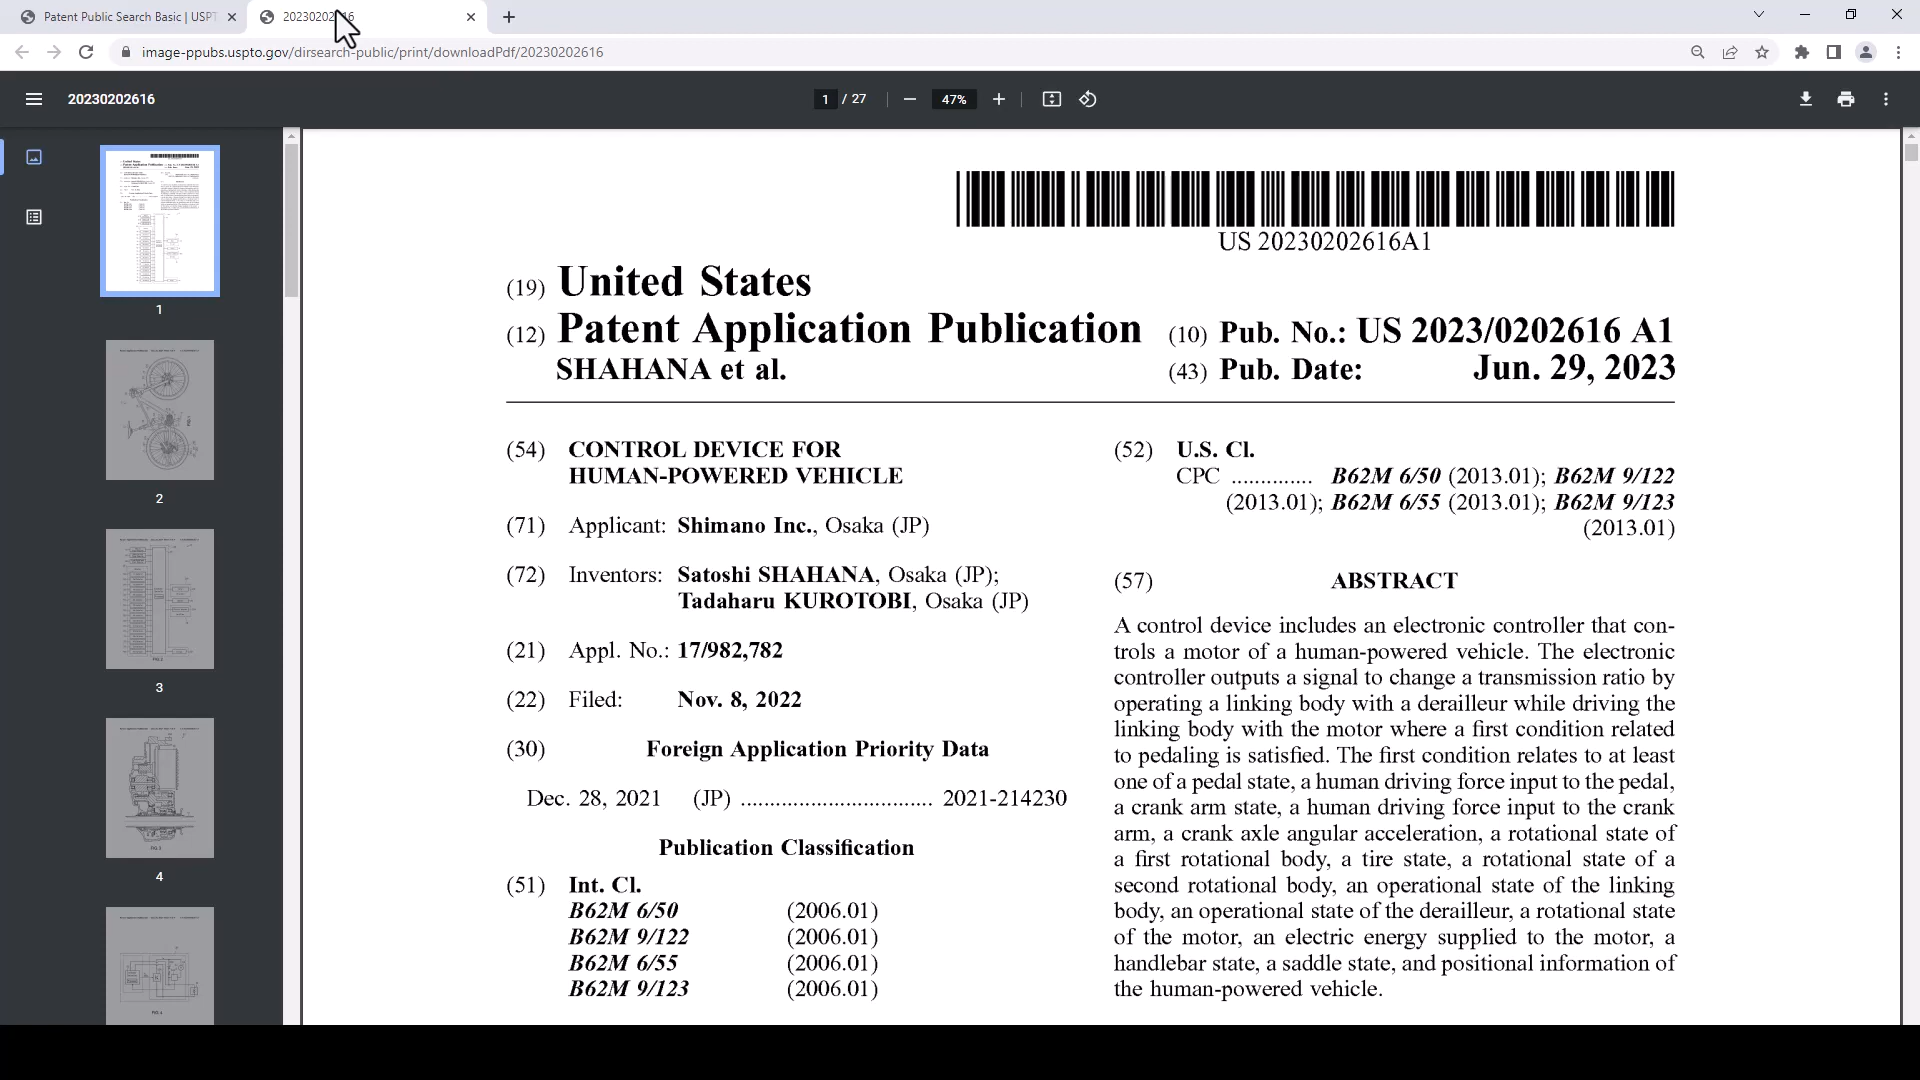 Patent Public Search Basic | USPT
20230202616
image-ppubs.uspto.gov/dirsearch-public/print/downloadPdf/20230202616
20230202616
1 / 27
47%
US 20230202616A1
(19) United States
(12) Patent Application Publication (10) Pub. No.: US 2023/0202616 A1
SHAHANA et al. (43) Pub. Date: Jun. 29, 2023
(54) CONTROL DEVICE FOR
HUMAN-POWERED VEHICLE
(71) Applicant: Shimano Inc., Osaka (JP)
(72) Inventors: Satoshi SHAHANA, Osaka (JP);
Tadaharu KUROTOBI, Osaka (JP)
(21) Appl. No.: 17/982,782
(22) Filed: Nov. 8, 2022
(30) Foreign Application Priority Data
Dec. 28, 2021 (JP) ................................ 2021-214230
Publication Classification
(51) Int. Cl.
B62M 6/50 (2006.01)
B62M 9/122 (2006.01)
B62M 6/55 (2006.01)
B62M 9/123 (2006.01)
(52) U.S. Cl.
CPC .............. B62M 6/50 (2013.01); B62M 9/122
(2013.01); B62M 6/55 (2013.01); B62M 9/123
(2013.01)
(57) ABSTRACT
A control device includes an electronic controller that con-
trols a motor of a human-powered vehicle. The electronic
controller outputs a signal to change a transmission ratio by
operating a linking body with a derailleur while driving the
linking body with the motor where a first condition related
to pedaling is satisfied. The first condition relates to at least
one of a pedal state, a human driving force input to the pedal,
a crank arm state, a human driving force input to the crank
arm, a crank axle angular acceleration, a rotational state of
a first rotational body, a tire state, a rotational state of a
second rotational body, an operational state of the linking
body, an operational state of the derailleur, a rotational state
of the motor, an electric energy supplied to the motor, a
handlebar state, a saddle state, and positional information of
the human-powered vehicle.
1
2
3
4